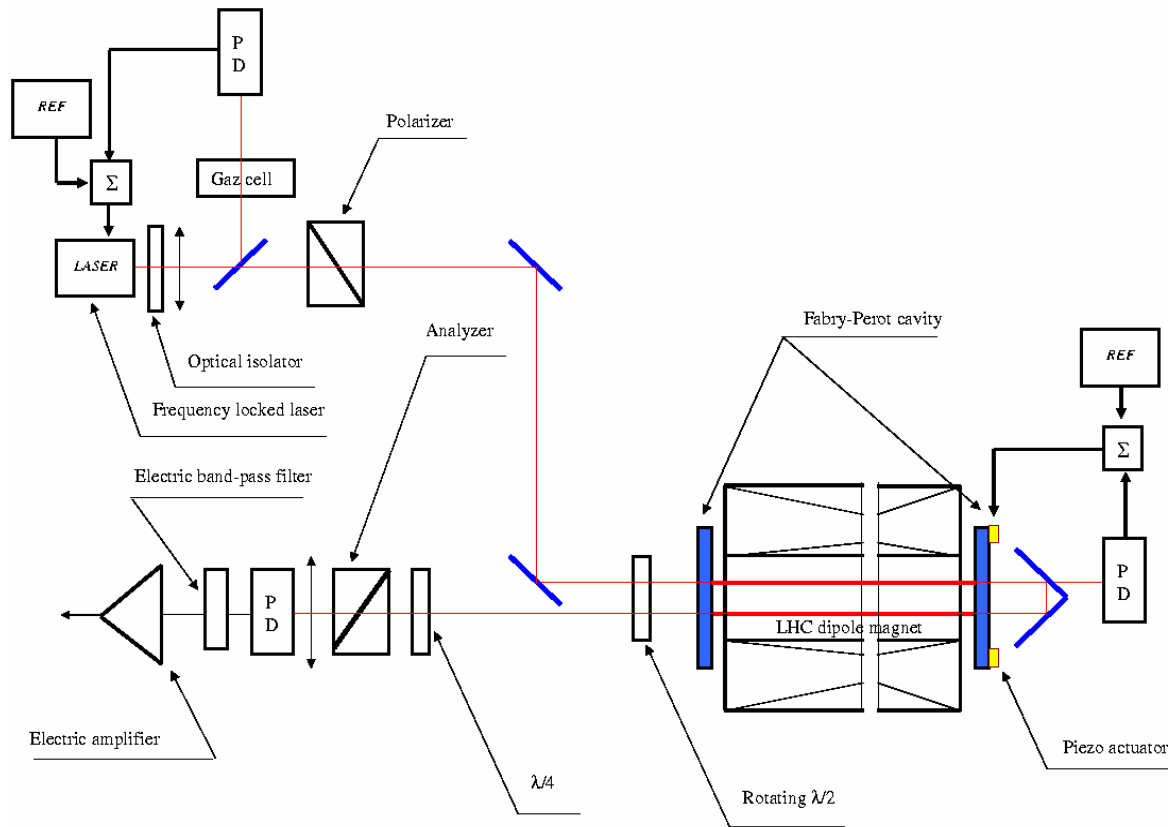 P
D
REF
Polarizer
Σ
Gaz cell
LASER
Fabry-Perot cavity
Analyzer
REF
Optical isolator
Frequency locked laser
Σ
Electric band-pass filter
P
D
P
D
LHC dipole magnet
Electric amplifier
Piezo actuator
λ/4
Rotating λ/2